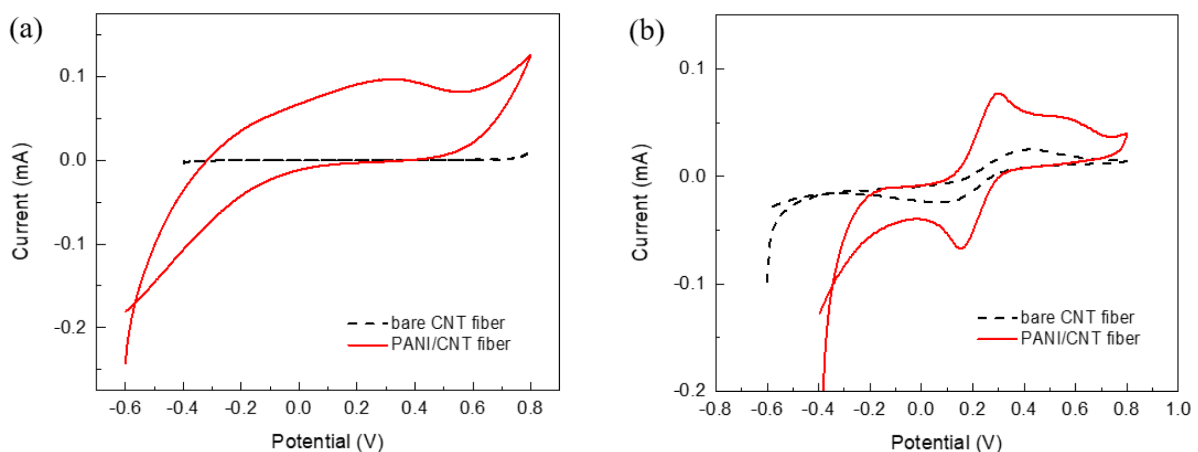 (a)
0.1
0.0
-0.1
-0.2
Current (mA)
-0.6 -0.4 -0.2 0.0 0.2 0.4 0.6 0.8
Potential (V)
bare CNT fiber
PANI/CNT fiber
(b)
0.1
0.0
-0.1
-0.2
Current (mA)
-0.8 -0.6 -0.4 -0.2 0.0 0.2 0.4 0.6 0.8 1.0
Potential (V)
bare CNT fiber
PANI/CNT fiber